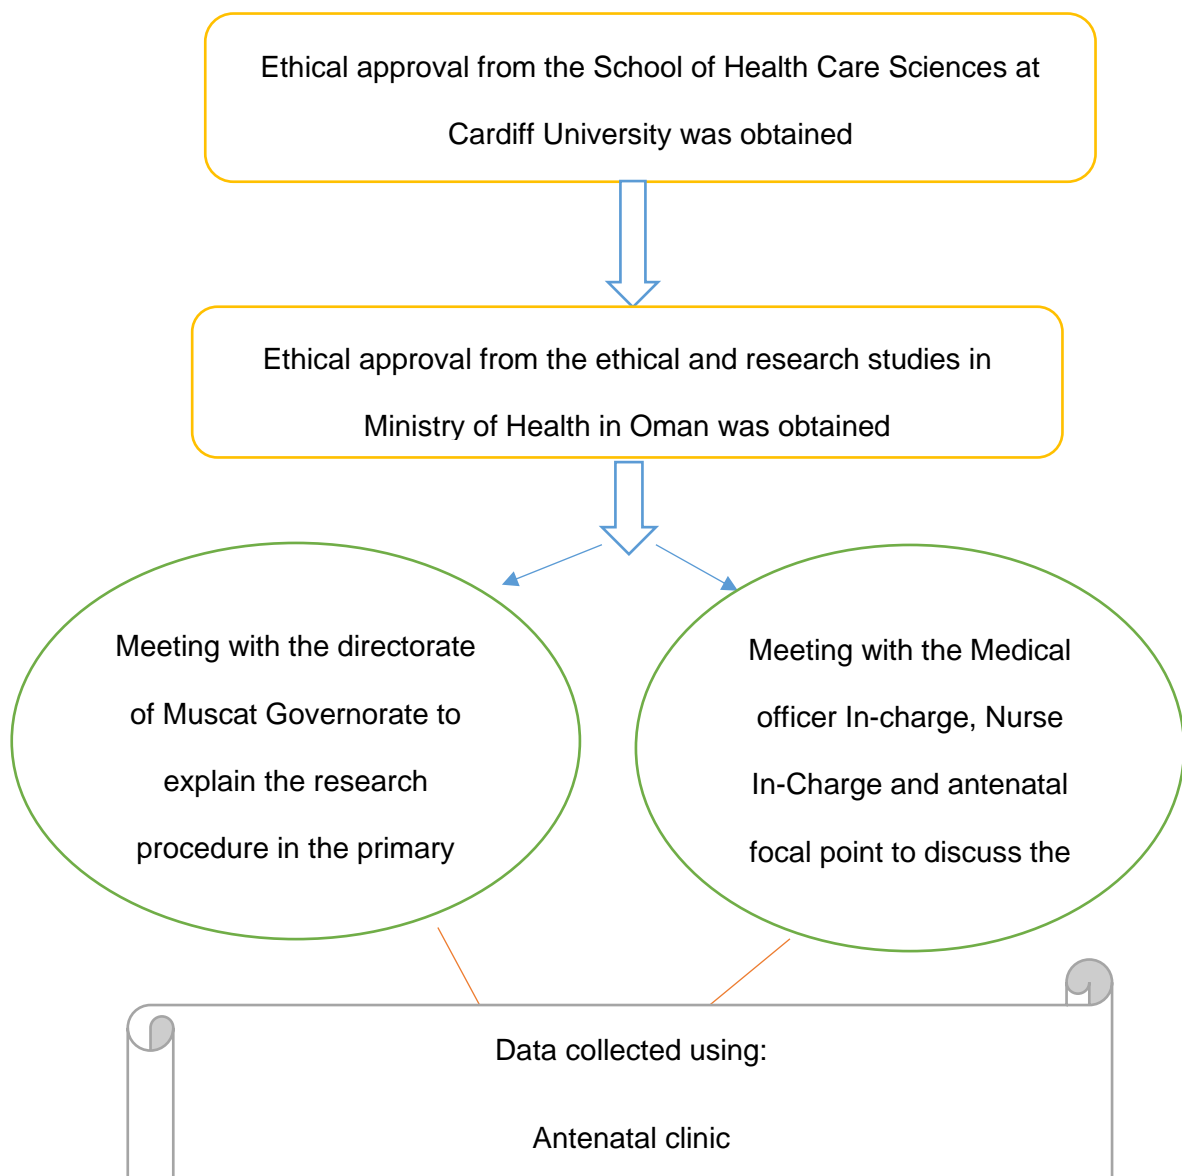 Ethical approval from the School of Health Care Sciences at
Cardiff University was obtained
Ethical approval from the ethical and research studies in
Ministry of Health in Oman was obtained
Meeting with the directorate
of Muscat Governorate to
explain the research
procedure in the primary
Meeting with the Medical
officer In-charge, Nurse
In-Charge and antenatal
focal point to discuss the
Data collected using:
Antenatal clinic